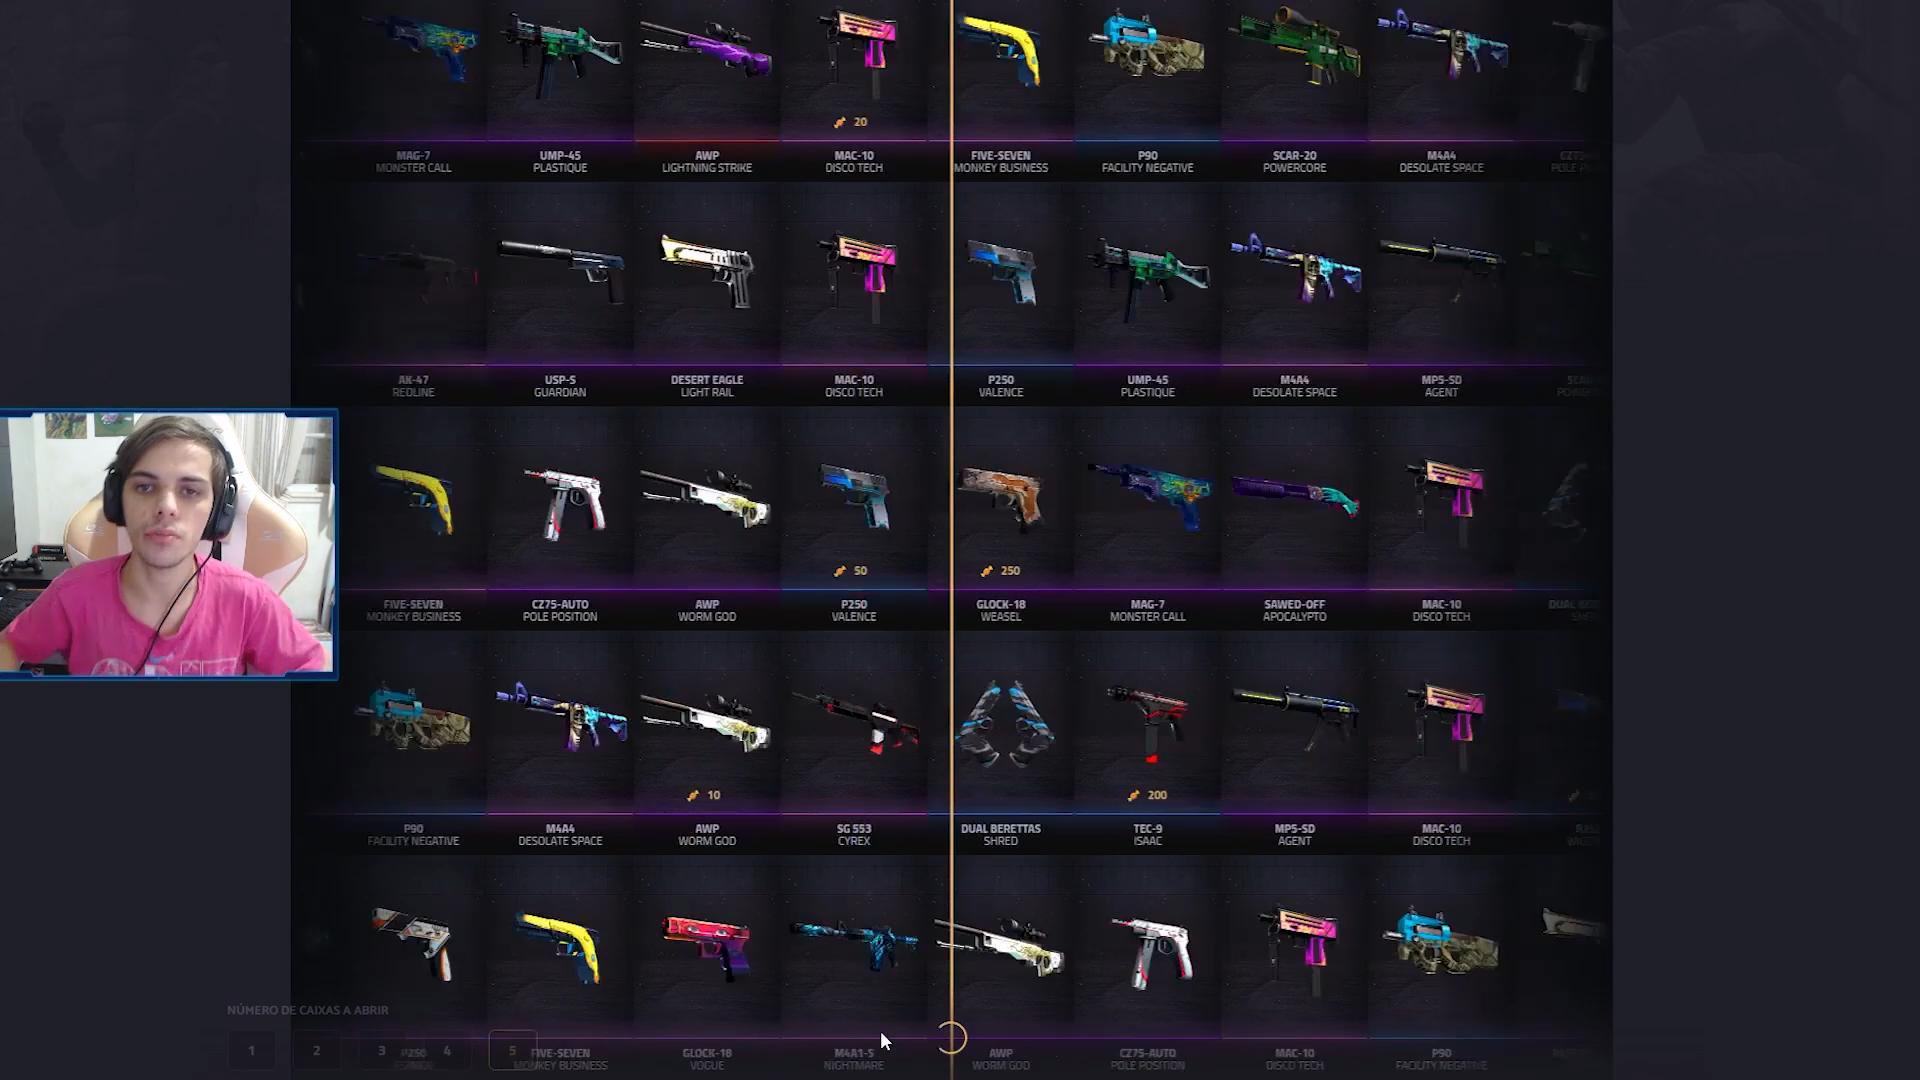 20
MAG-7 UMP-45 AWP MAC-10 FIVE-SEVEN P90 SCAR-20 M4A4
MONSTER CALL PLASTIQUE LIGHTNING STRIKE DISCO TECH MONKEY BUSINESS FACILITY NEGATIVE POWERCORE DESOLATE SPACE
AK-47 USP-S DESERT EAGLE MAC-10 P250 UMP-45 M4A4 MP5-SD
REDLINE GUARDIAN LIGHT RAIL DISCO TECH VALENCE PLASTIQUE DESOLATE SPACE AGENT
50 250
FIVE-SEVEN CZ75-AUTO AWP P250 GLOCK-18 MAG-7 SAWED-OFF MAC-10
MONKEY BUSINESS POLE POSITION WORM GOD VALENCE WEASEL MONSTER CALL APOCALYPTO DISCO TECH
10 200
P90 M4A4 AWP SG 553 DUAL BERETTAS TEC-9 MP5-SD MAC-10
FACILITY NEGATIVE DESOLATE SPACE WORM GOD CYREX SHRED ISAAC AGENT DISCO TECH
NÚMERO DE CAIXAS A ABRIR
1 2 3 4 5
P250 FIVE-SEVEN GLOCK-18 M4A1-S AWP CZ75-AUTO MAC-10 P90
MONKEY BUSINESS VOGUE NIGHTMARE WORM GOD POLE POSITION DISCO TECH FACILITY NEGATIVE